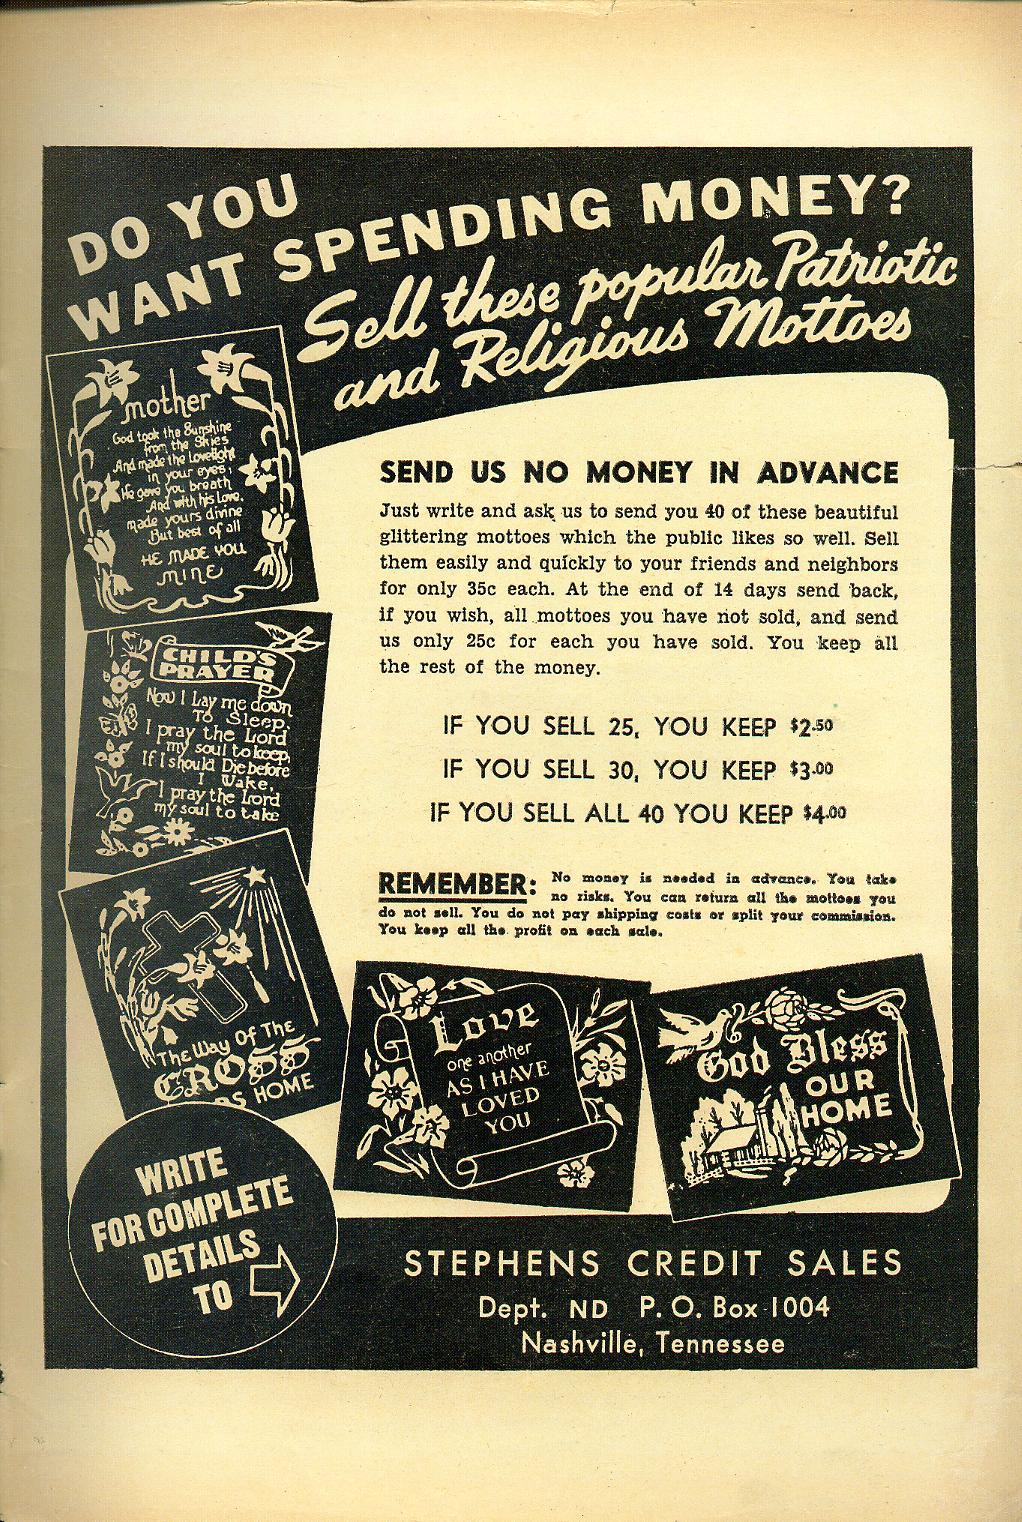 DO YOU
WANT SPENDING MONEY?
Sell these popular Patriotic
and Religious Mottoes
mother
God took the Sunshine
from the Skies
And made the Lovelight
in your eyes,
He gave you breath
And with his Love,
made yours divine
But best of all
HE MADE YOU
MINE
CHILD'S
PRAYER
Now I Lay me down
To Sleep,
I pray the Lord
my soul to keep,
If I should Die before
I Wake,
I pray the Lord
my soul to take
The Way Of The
CROSS
HOME
SEND US NO MONEY IN ADVANCE
Just write and ask us to send you 40 of these beautiful
glittering mottoes which the public likes so well. Sell
them easily and quickly to your friends and neighbors
for only 35c each. At the end of 14 days send back,
if you wish, all mottoes you have not sold, and send
us only 25c for each you have sold. You keep all
the rest of the money.
IF YOU SELL 25, YOU KEEP $2.50
IF YOU SELL 30, YOU KEEP $3.00
IF YOU SELL ALL 40 YOU KEEP $4.00
REMEMBER: No money is needed in advance. You take
no risks. You can return all the mottoes you
do not sell. You do not pay shipping costs or split your commission.
You keep all the profit on each sale.
Love
one another
AS I HAVE
LOVED
YOU
God Bless
OUR
HOME
WRITE
FOR COMPLETE
DETAILS
TO
STEPHENS CREDIT SALES
Dept. ND P. O. Box 1004
Nashville, Tennessee